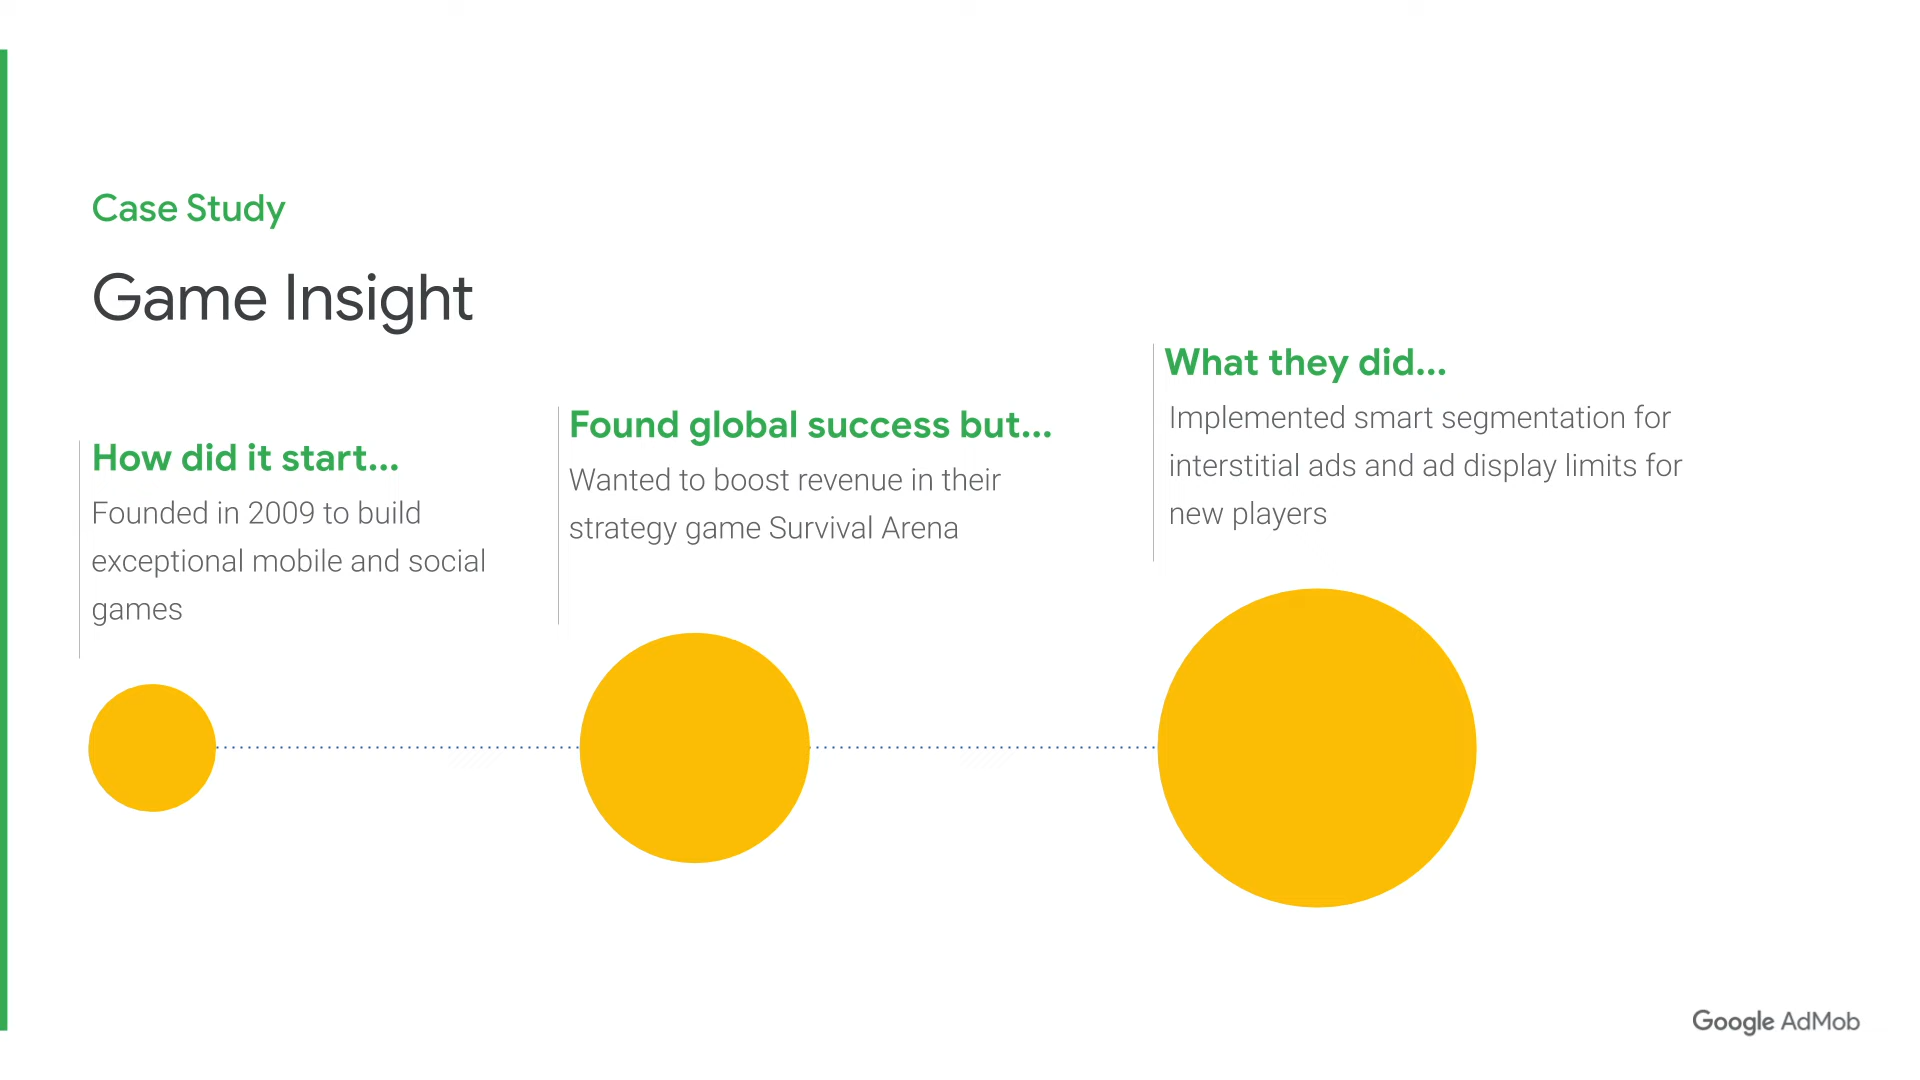 Case Study
Game Insight
How did it start...
Founded in 2009 to build
exceptional mobile and social
games
Found global success but...
Wanted to boost revenue in their
strategy game Survival Arena
What they did...
Implemented smart segmentation for
interstitial ads and ad display limits for
new players
Google AdMob